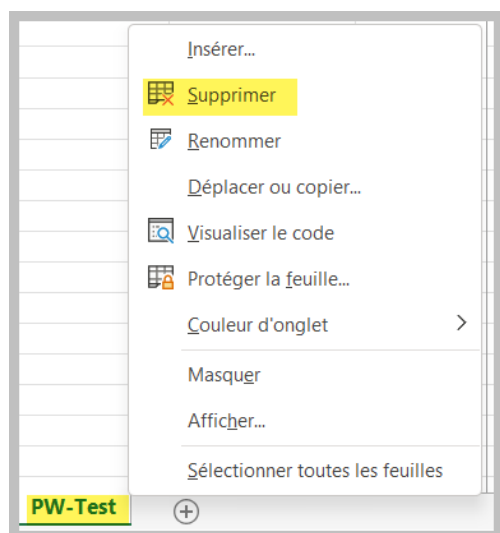 Insérer...
Supprimer
Renommer
Déplacer ou copier...
Visualiser le code
Protéger la feuille...
Couleur d'onglet
Masquer
Afficher...
Sélectionner toutes les feuilles
PW-Test